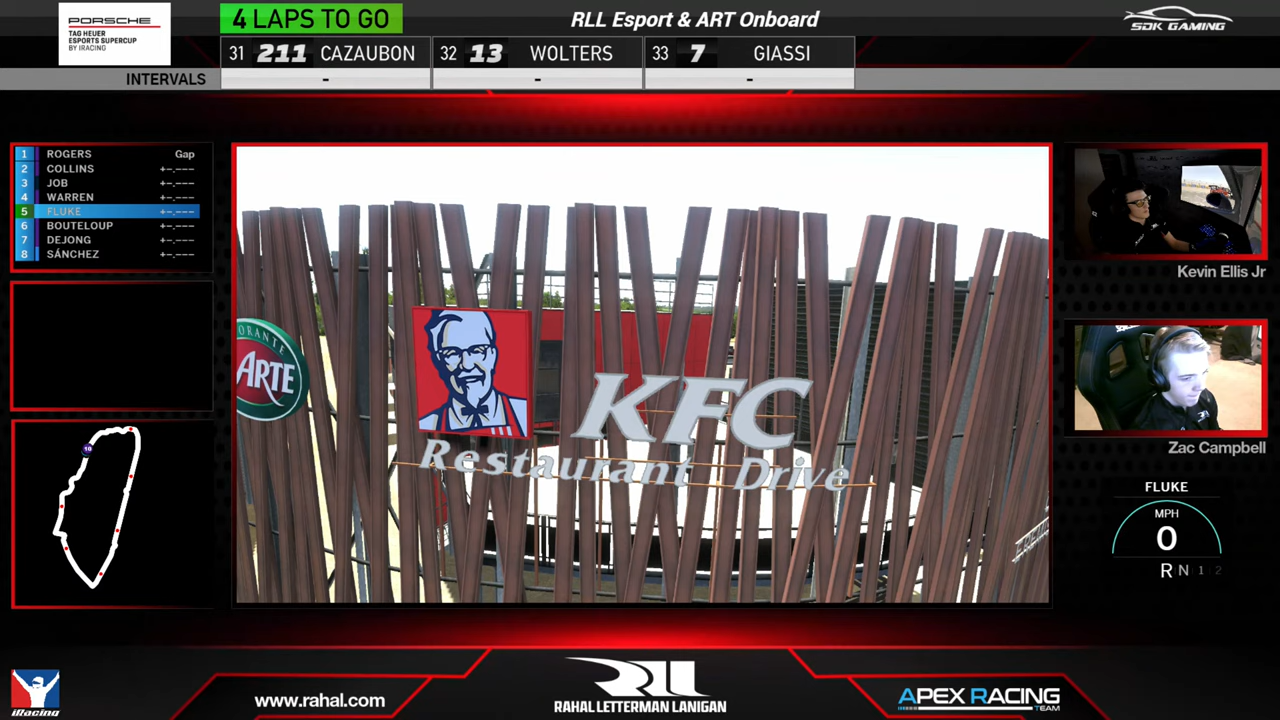 PORSCHE
TAG HEUER
ESPORTS SUPERCUP
BY IRACING
4 LAPS TO GO
RLL Esport & ART Onboard
SDK GAMING
31 211 CAZAUBON
32 13 WOLTERS
33 7 GIASSI
INTERVALS
-
-
-
1 ROGERS Gap
2 COLLINS +-.---
3 JOB +-.---
4 WARREN +-.---
5 FLUKE +-.---
6 BOUTELOUP +-.---
7 DEJONG +-.---
8 SÁNCHEZ +-.---
ARTE
KFC
Restaurant Drive
Kevin Ellis Jr
Zac Campbell
FLUKE
MPH
0
R N 1 2
iRacing
www.rahal.com
RLL
RAHAL LETTERMAN LANIGAN
APEX RACING
TEAM